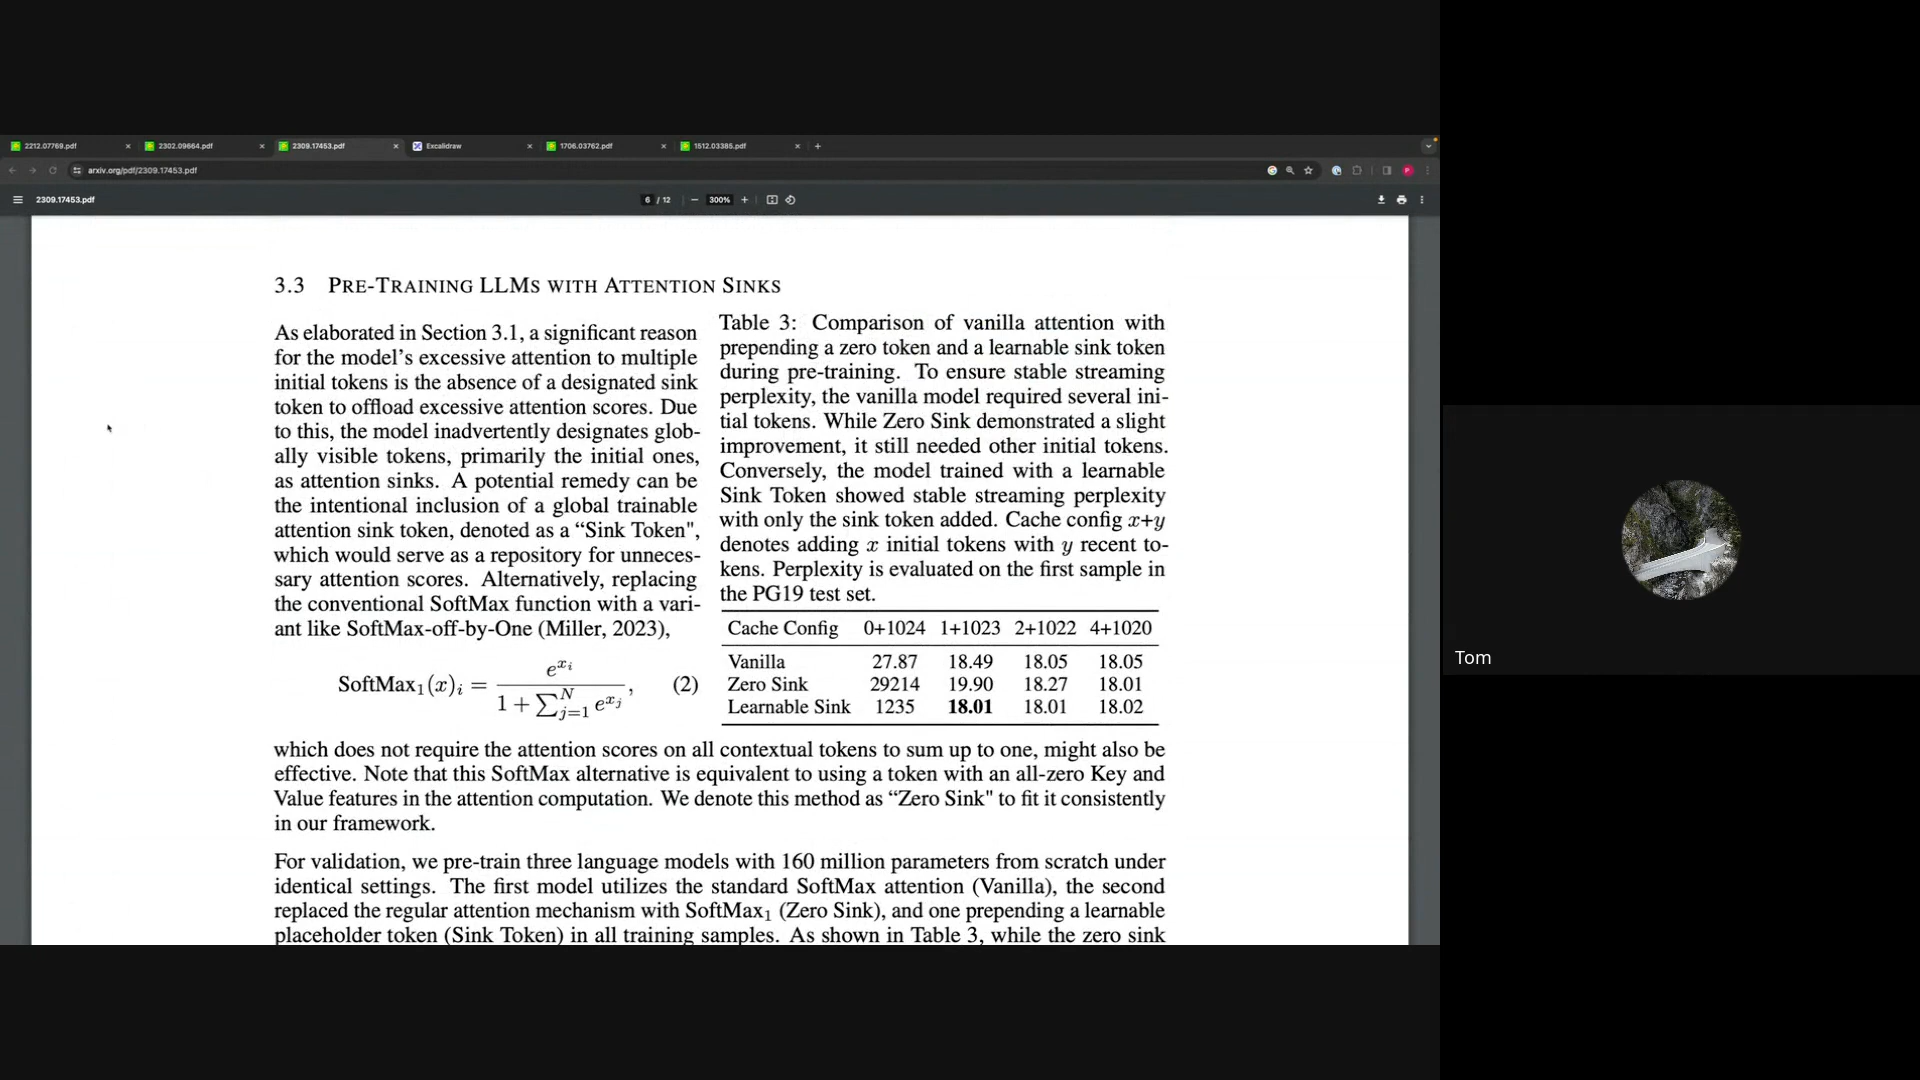 2212.07769.pdf
2302.09664.pdf
2309.17453.pdf
Excalidraw
1706.03762.pdf
1512.03385.pdf
arxiv.org/pdf/2309.17453.pdf
P
2309.17453.pdf
6 / 12
300%
3.3 PRE-TRAINING LLMS WITH ATTENTION SINKS
As elaborated in Section 3.1, a significant reason
for the model's excessive attention to multiple
initial tokens is the absence of a designated sink
token to offload excessive attention scores. Due
to this, the model inadvertently designates glob-
ally visible tokens, primarily the initial ones,
as attention sinks. A potential remedy can be
the intentional inclusion of a global trainable
attention sink token, denoted as a “Sink Token",
which would serve as a repository for unneces-
sary attention scores. Alternatively, replacing
the conventional SoftMax function with a vari-
ant like SoftMax-off-by-One (Miller, 2023),
SoftMax₁(x)ᵢ = e^{xᵢ} / (1 + ∑_{j=1}^{N} e^{xⱼ}), (2)
Table 3: Comparison of vanilla attention with
prepending a zero token and a learnable sink token
during pre-training. To ensure stable streaming
perplexity, the vanilla model required several ini-
tial tokens. While Zero Sink demonstrated a slight
improvement, it still needed other initial tokens.
Conversely, the model trained with a learnable
Sink Token showed stable streaming perplexity
with only the sink token added. Cache config x+y
denotes adding x initial tokens with y recent to-
kens. Perplexity is evaluated on the first sample in
the PG19 test set.
Cache Config 0+1024 1+1023 2+1022 4+1020
Vanilla 27.87 18.49 18.05 18.05
Zero Sink 29214 19.90 18.27 18.01
Learnable Sink 1235 18.01 18.01 18.02
which does not require the attention scores on all contextual tokens to sum up to one, might also be
effective. Note that this SoftMax alternative is equivalent to using a token with an all-zero Key and
Value features in the attention computation. We denote this method as “Zero Sink" to fit it consistently
in our framework.
For validation, we pre-train three language models with 160 million parameters from scratch under
identical settings. The first model utilizes the standard SoftMax attention (Vanilla), the second
replaced the regular attention mechanism with SoftMax₁ (Zero Sink), and one prepending a learnable
placeholder token (Sink Token) in all training samples. As shown in Table 3, while the zero sink
Tom